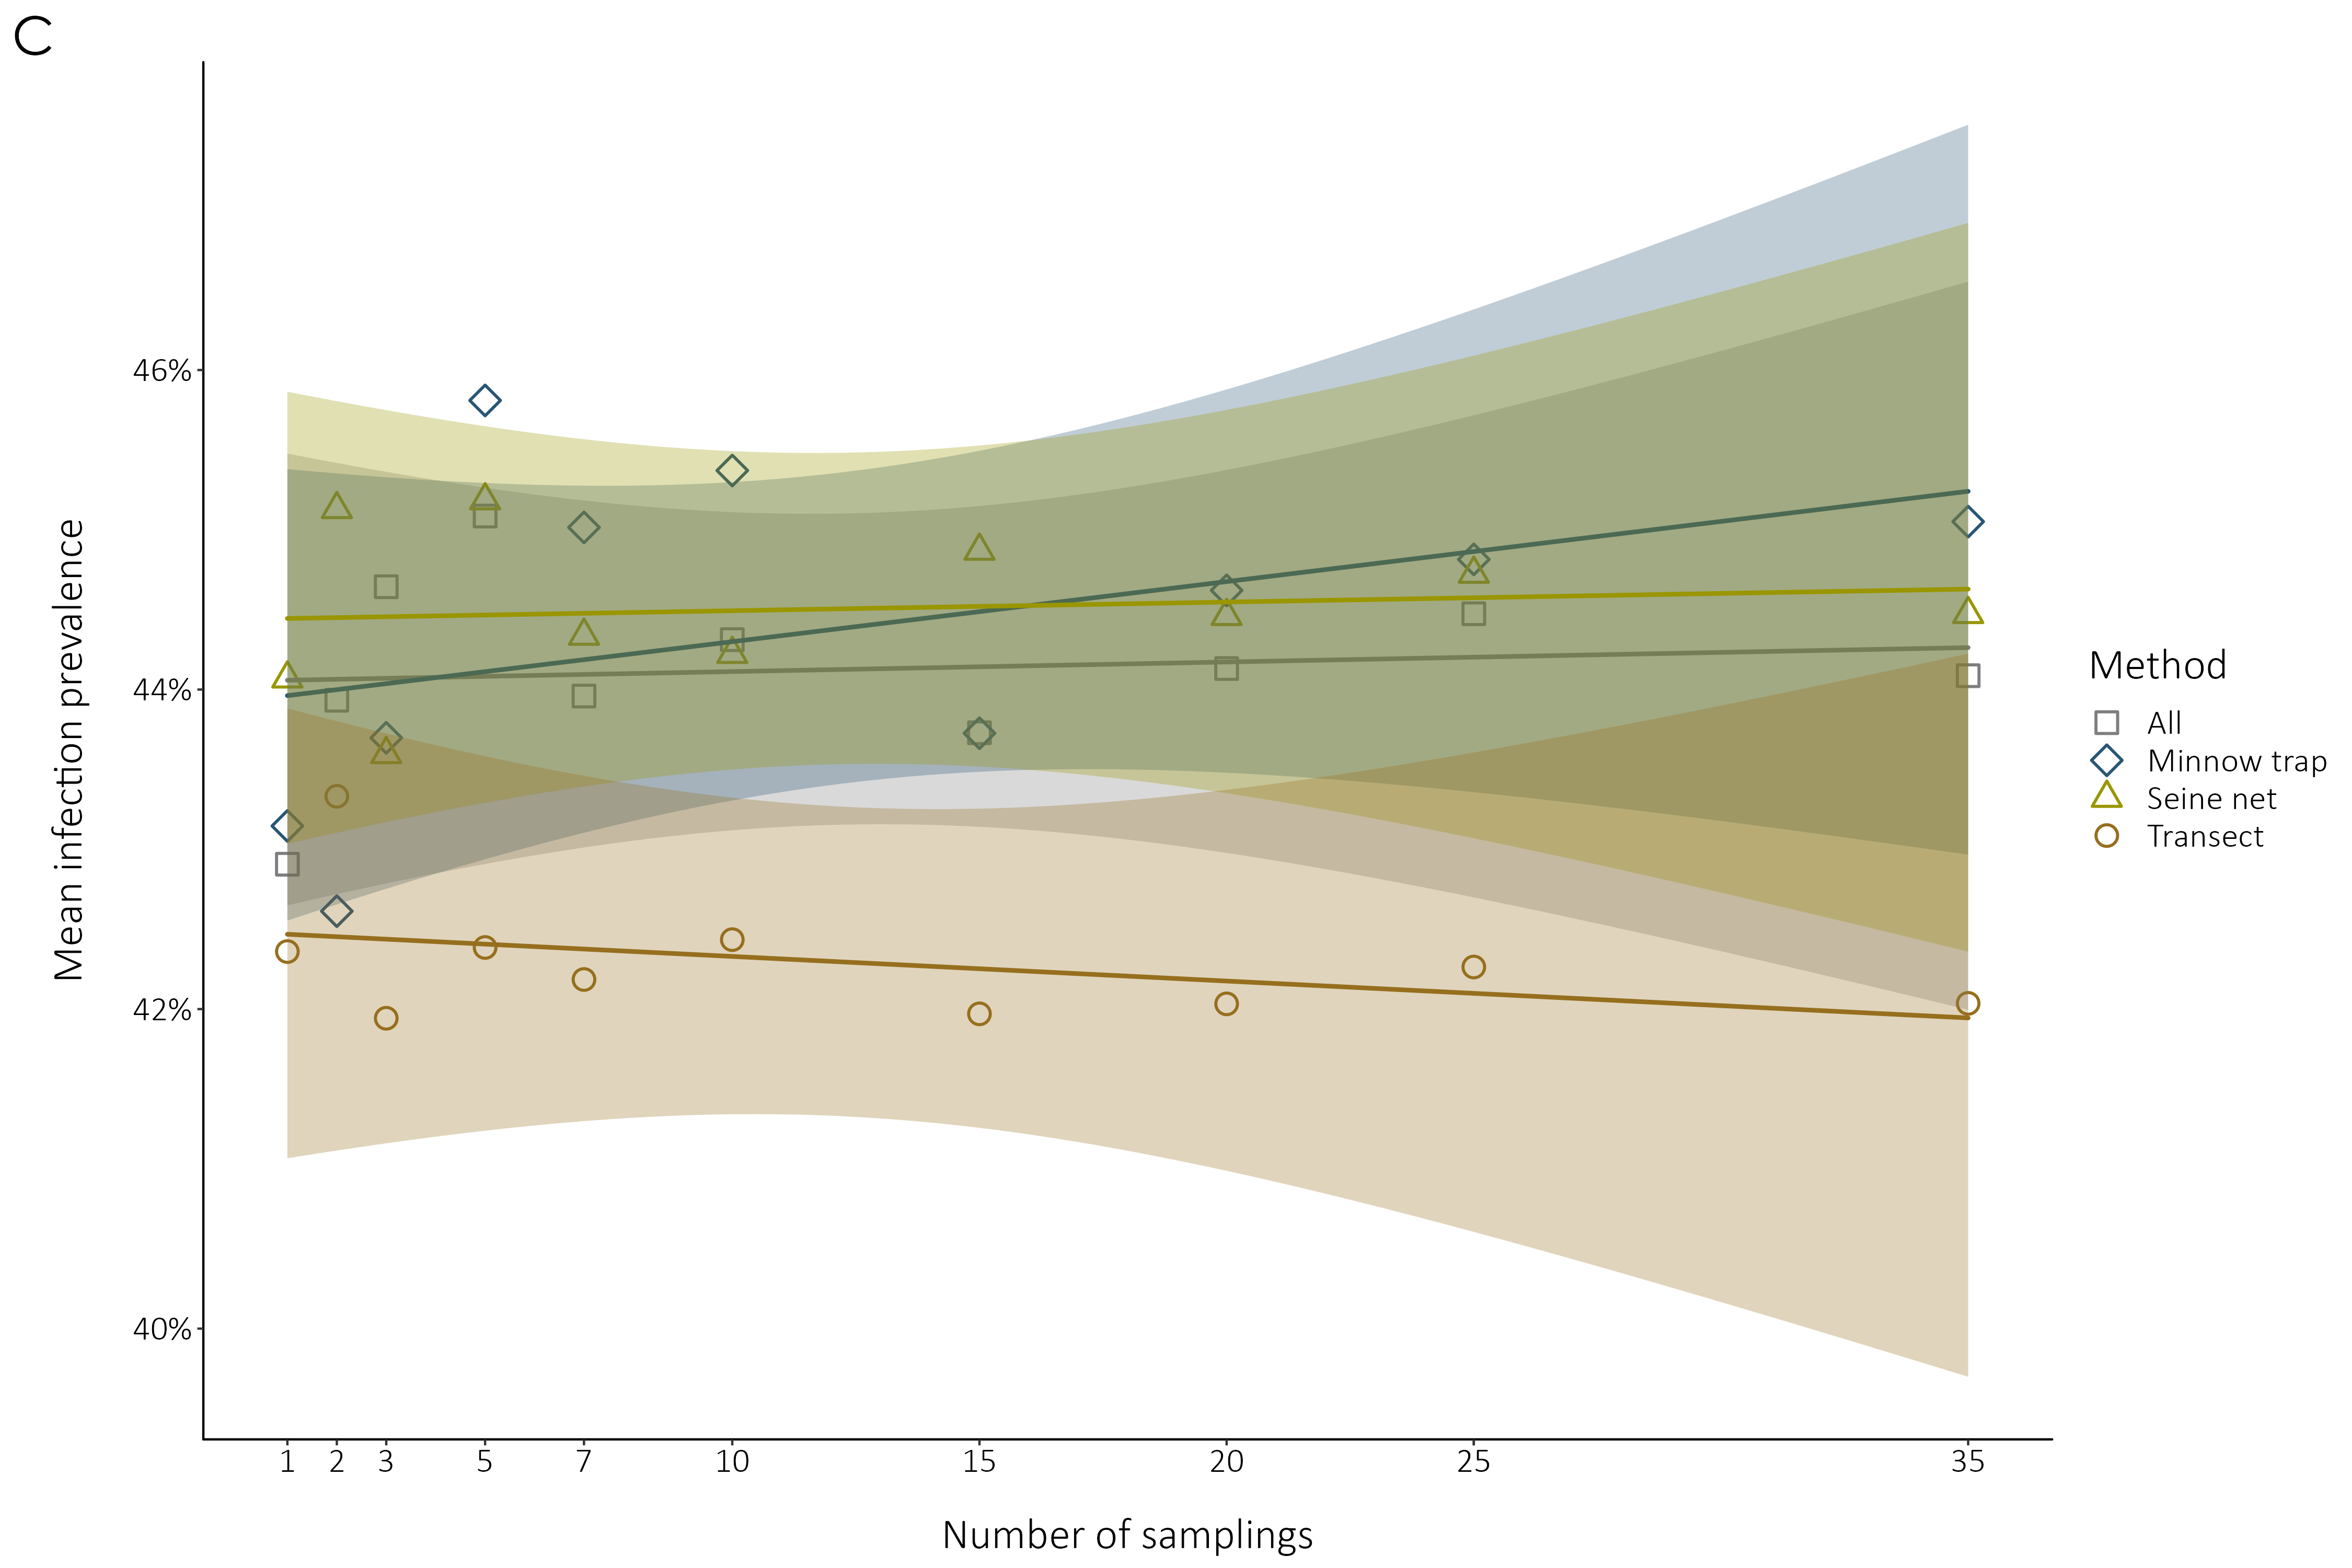 C
Mean infection prevalence
46%
44%
42%
40%
1 2 3 5 7 10 15 20 25 35
Number of samplings
Method
All
Minnow trap
Seine net
Transect